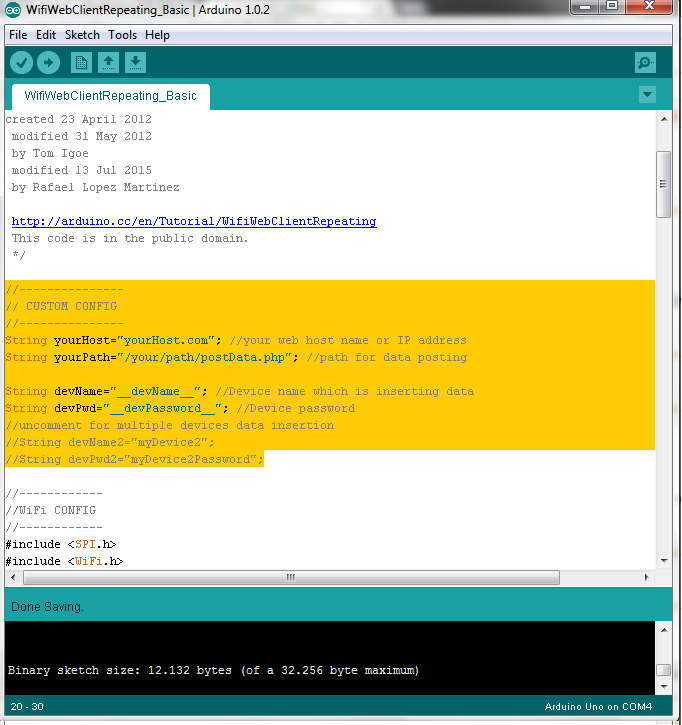 WifiWebClientRepeating_Basic | Arduino 1.0.2
File Edit Sketch Tools Help
WifiWebClientRepeating_Basic
created 23 April 2012
modified 31 May 2012
by Tom Igoe
modified 13 Jul 2015
by Rafael Lopez Martinez
http://arduino.cc/en/Tutorial/WifiWebClientRepeating
This code is in the public domain.
*/
//---------------
// CUSTOM CONFIG
//---------------
String yourHost="yourHost.com"; //your web host name or IP address
String yourPath="/your/path/postData.php"; //path for data posting
String devName="__devName__"; //Device name which is inserting data
String devPwd="__devPassword__"; //Device password
//uncomment for multiple devices data insertion
//String devName2="myDevice2";
//String devPwd2="myDevice2Password";
//------------
//WiFi CONFIG
//------------
#include <SPI.h>
#include <WiFi.h>
Done Saving.
Binary sketch size: 12.132 bytes (of a 32.256 byte maximum)
20 - 30 Arduino Uno on COM4